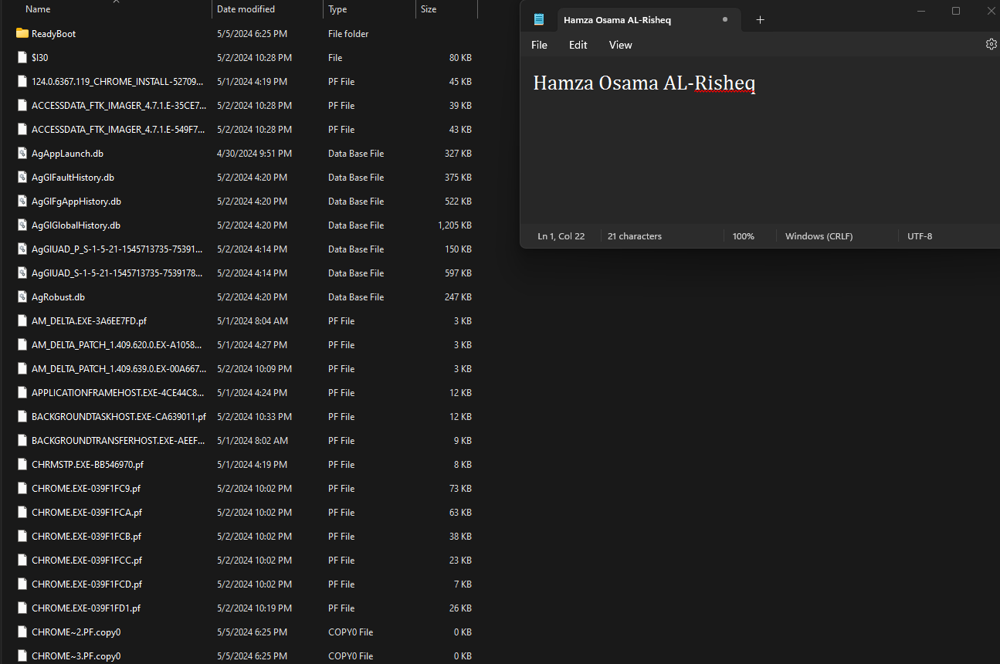 Name Date modified Type Size
ReadyBoot 5/5/2024 6:25 PM File folder
$I30 5/2/2024 10:28 PM File 80 KB
124.0.6367.119_CHROME_INSTALL-52709... 5/1/2024 4:19 PM PF File 45 KB
ACCESSDATA_FTK_IMAGER_4.7.1.E-35CE7... 5/2/2024 10:28 PM PF File 39 KB
ACCESSDATA_FTK_IMAGER_4.7.1.E-549F7... 5/2/2024 10:28 PM PF File 43 KB
AgAppLaunch.db 4/30/2024 9:51 PM Data Base File 327 KB
AgGlFaultHistory.db 5/2/2024 4:20 PM Data Base File 375 KB
AgGlFgAppHistory.db 5/2/2024 4:20 PM Data Base File 522 KB
AgGlGlobalHistory.db 5/2/2024 4:20 PM Data Base File 1,205 KB
AgGlUAD_P_S-1-5-21-1545713735-75391... 5/2/2024 4:14 PM Data Base File 150 KB
AgGlUAD_S-1-5-21-1545713735-7539178... 5/2/2024 4:14 PM Data Base File 597 KB
AgRobust.db 5/2/2024 4:20 PM Data Base File 247 KB
AM_DELTA.EXE-3A6EE7FD.pf 5/1/2024 8:04 AM PF File 3 KB
AM_DELTA_PATCH_1.409.620.0.EX-A1058... 5/1/2024 4:27 PM PF File 3 KB
AM_DELTA_PATCH_1.409.639.0.EX-00A667... 5/2/2024 10:09 PM PF File 3 KB
APPLICATIONFRAMEHOST.EXE-4CE44C8... 5/1/2024 4:24 PM PF File 12 KB
BACKGROUNDTASKHOST.EXE-CA639011.pf 5/2/2024 10:33 PM PF File 12 KB
BACKGROUNDTRANSFERHOST.EXE-AEEF... 5/1/2024 8:02 AM PF File 9 KB
CHRMSTP.EXE-BB546970.pf 5/1/2024 4:19 PM PF File 8 KB
CHROME.EXE-039F1FC9.pf 5/2/2024 10:02 PM PF File 73 KB
CHROME.EXE-039F1FCA.pf 5/2/2024 10:02 PM PF File 63 KB
CHROME.EXE-039F1FCB.pf 5/2/2024 10:02 PM PF File 38 KB
CHROME.EXE-039F1FCC.pf 5/2/2024 10:02 PM PF File 23 KB
CHROME.EXE-039F1FCD.pf 5/2/2024 10:02 PM PF File 7 KB
CHROME.EXE-039F1FD1.pf 5/2/2024 10:19 PM PF File 26 KB
CHROME~2.PF.copy0 5/5/2024 6:25 PM COPY0 File 0 KB
CHROME~3.PF.copy0 5/5/2024 6:25 PM COPY0 File 0 KB
Hamza Osama AL-Risheq
File Edit View
Hamza Osama AL-Risheq
Ln 1, Col 22 21 characters 100% Windows (CRLF) UTF-8